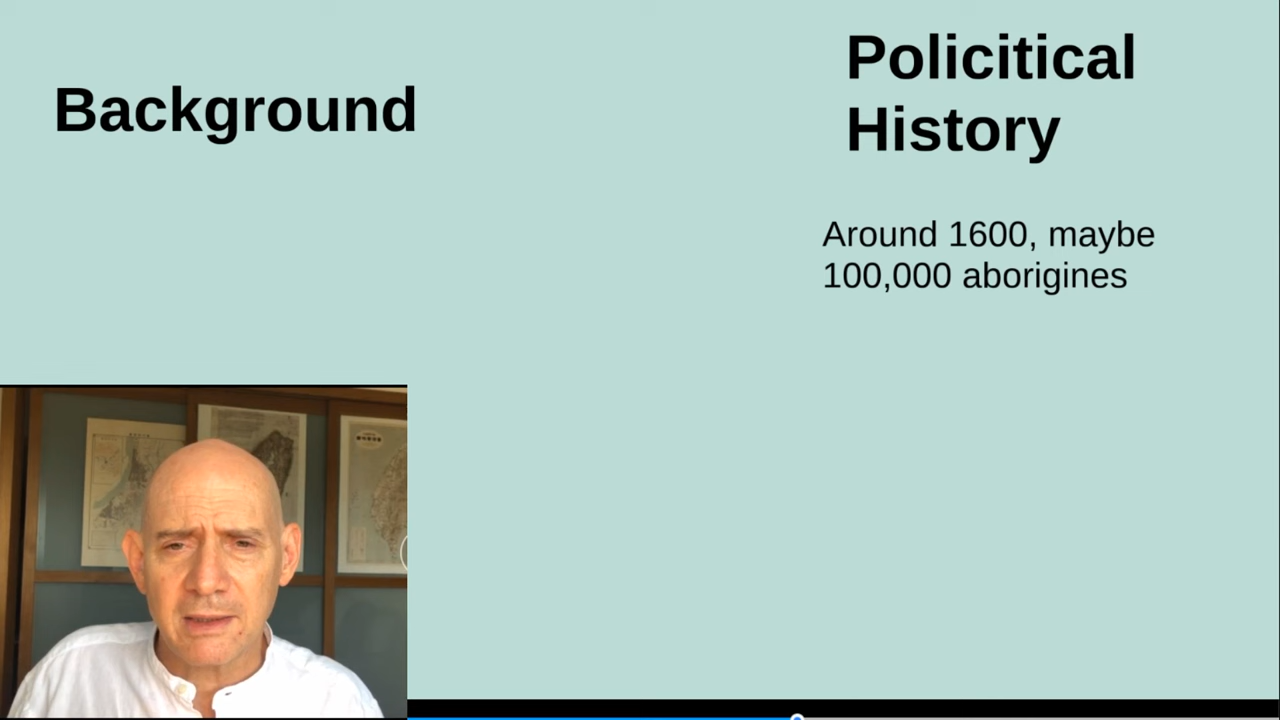 Background
Policitical
History
Around 1600, maybe
100,000 aborigines